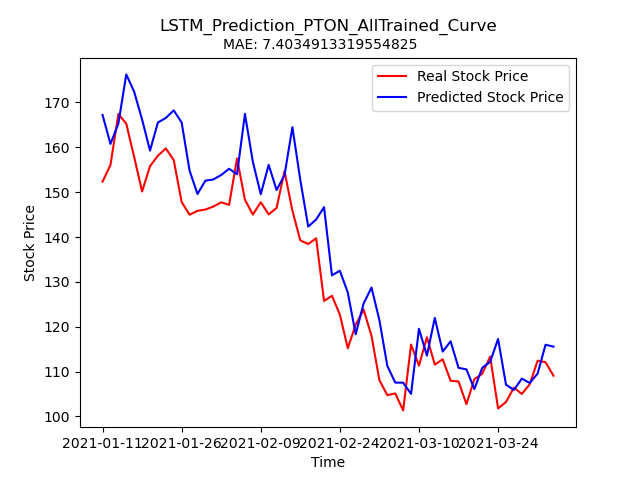 LSTM_Prediction_PTON_AllTrained_Curve
MAE: 7.4034913319554825
Real Stock Price
Predicted Stock Price
170
160
150
140
130
120
110
100
Stock Price
2021-01-11 2021-01-26 2021-02-09 2021-02-24 2021-03-10 2021-03-24
Time